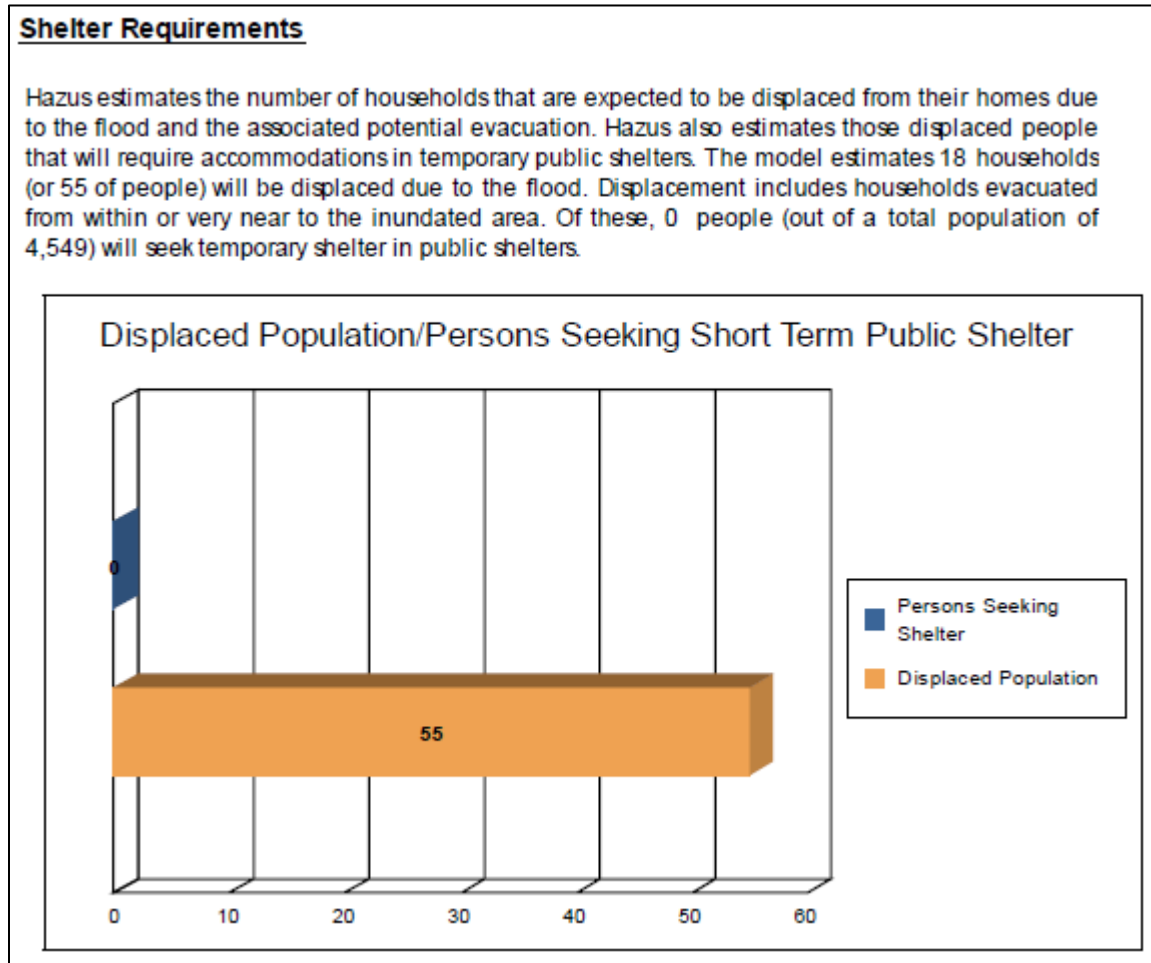 Shelter Requirements
Hazus estimates the number of households that are expected to be displaced from their homes due
to the flood and the associated potential evacuation. Hazus also estimates those displaced people
that will require accommodations in temporary public shelters. The model estimates 18 households
(or 55 of people) will be displaced due to the flood. Displacement includes households evacuated
from within or very near to the inundated area. Of these, 0 people (out of a total population of
4,549) will seek temporary shelter in public shelters.
Displaced Population/Persons Seeking Short Term Public Shelter
0
Persons Seeking
Shelter
Displaced Population
55
0 10 20 30 40 50 60